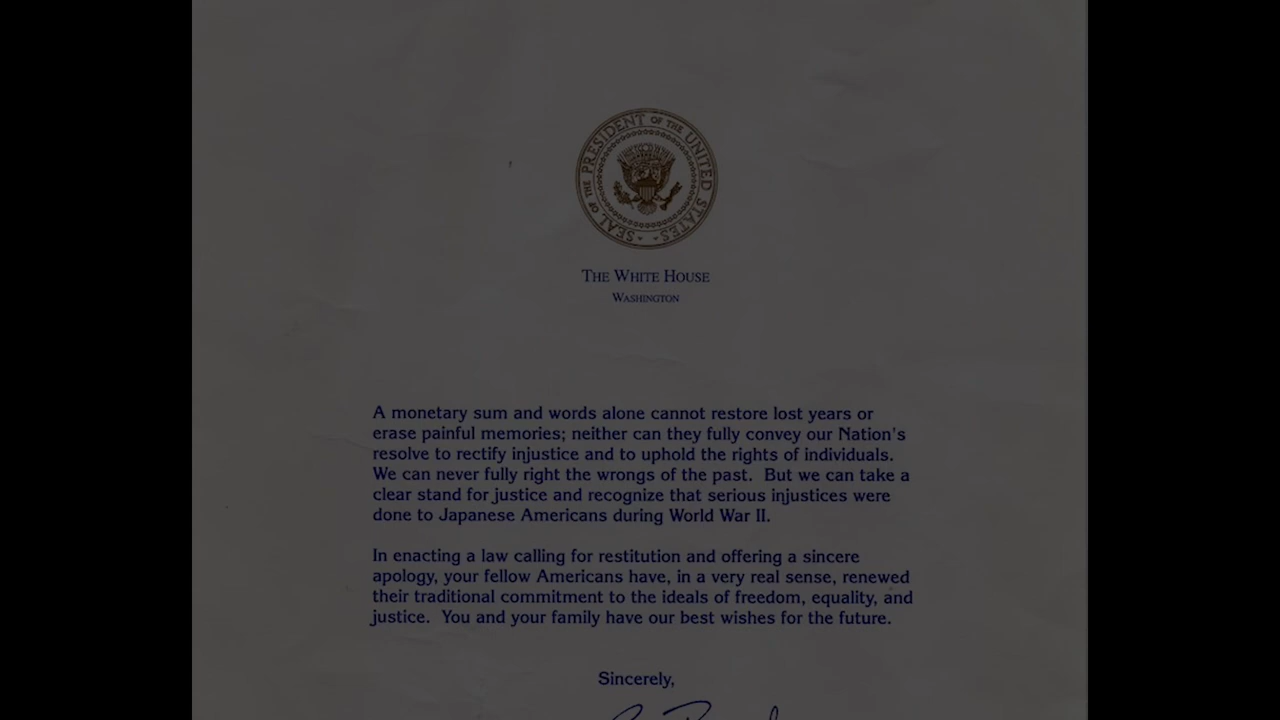 SEAL OF THE PRESIDENT OF THE UNITED STATES
THE WHITE HOUSE
WASHINGTON
A monetary sum and words alone cannot restore lost years or
erase painful memories; neither can they fully convey our Nation's
resolve to rectify injustice and to uphold the rights of individuals.
We can never fully right the wrongs of the past. But we can take a
clear stand for justice and recognize that serious injustices were
done to Japanese Americans during World War II.
In enacting a law calling for restitution and offering a sincere
apology, your fellow Americans have, in a very real sense, renewed
their traditional commitment to the ideals of freedom, equality, and
justice. You and your family have our best wishes for the future.
Sincerely,